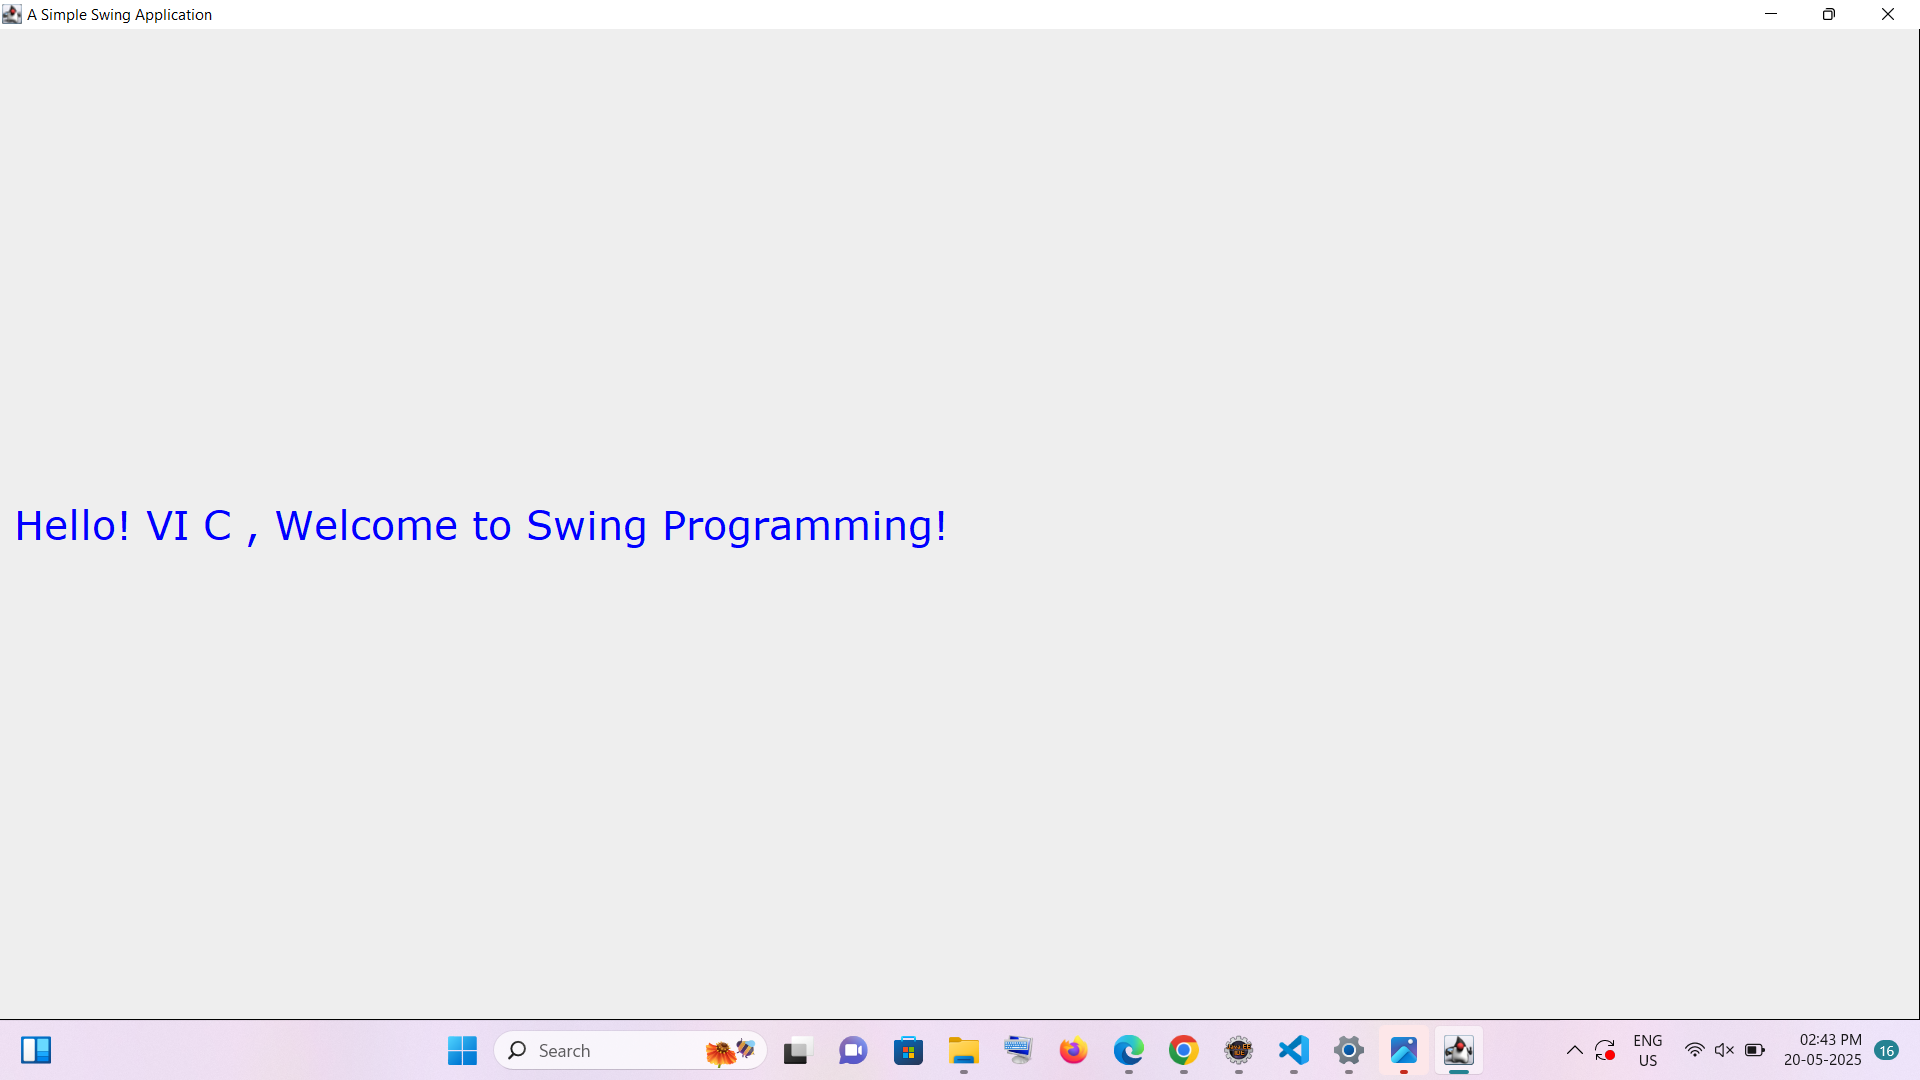 A Simple Swing Application
Hello! VI C , Welcome to Swing Programming!
Search
ENG
US
02:43 PM
20-05-2025
16